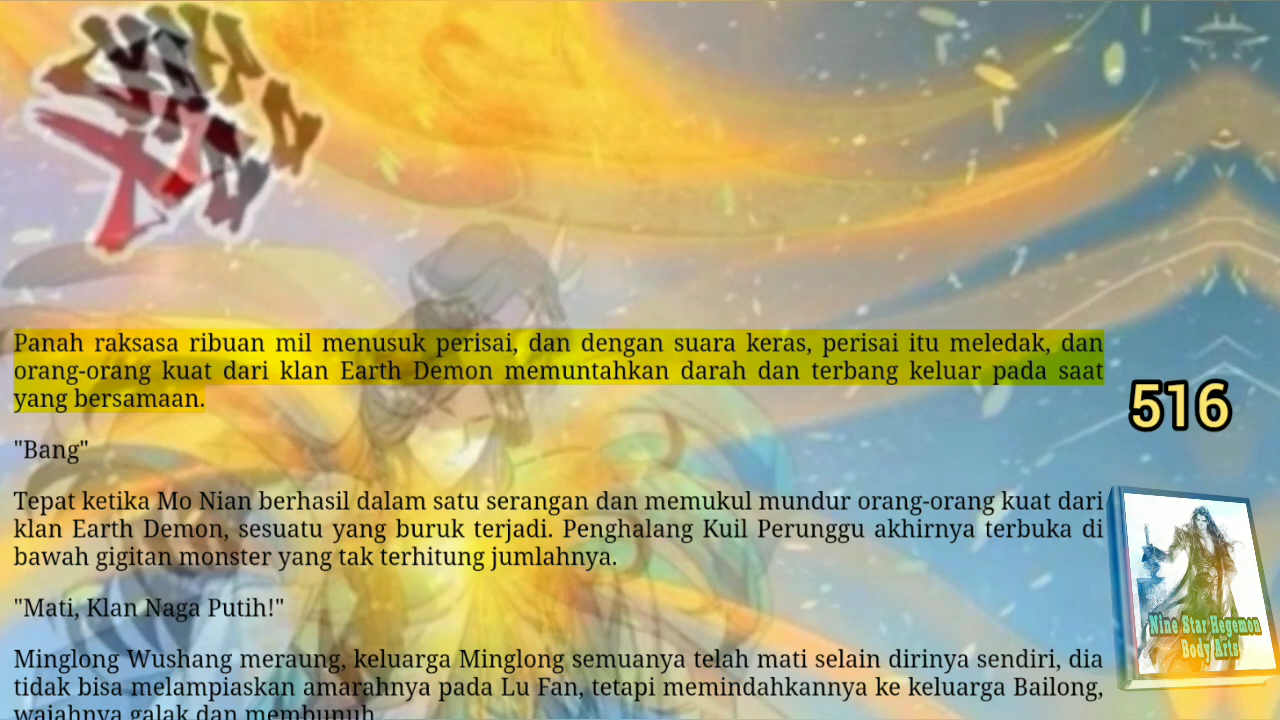 Panah raksasa ribuan mil menusuk perisai, dan dengan suara keras, perisai itu meledak, dan
orang-orang kuat dari klan Earth Demon memuntahkan darah dan terbang keluar pada saat
yang bersamaan.
"Bang"
Tepat ketika Mo Nian berhasil dalam satu serangan dan memukul mundur orang-orang kuat dari
klan Earth Demon, sesuatu yang buruk terjadi. Penghalang Kuil Perunggu akhirnya terbuka di
bawah gigitan monster yang tak terhitung jumlahnya.
"Mati, Klan Naga Putih!"
Minglong Wushang meraung, keluarga Minglong semuanya telah mati selain dirinya sendiri, dia
tidak bisa melampiaskan amarahnya pada Lu Fan, tetapi memindahkannya ke keluarga Bailong,
wajahnya galak dan membunuh.
516
Nine Star Hegemon
Body Arts